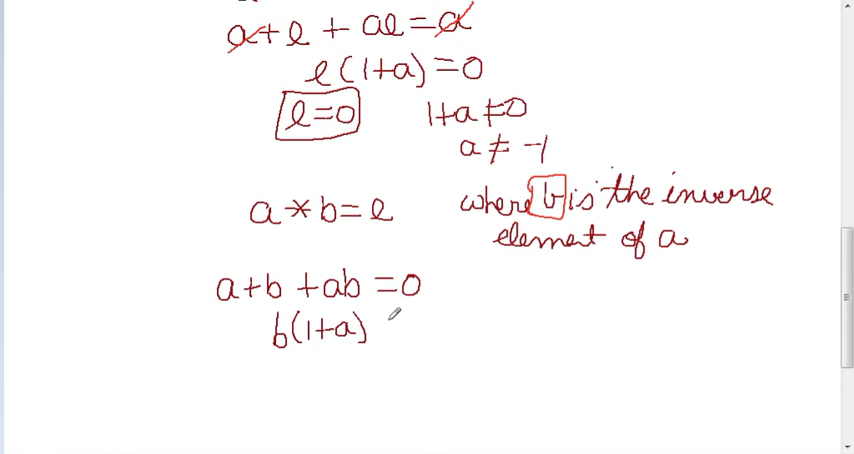 a+e + ae = a
e(1+a)=0
e=0 1+a≠0
a ≠ -1
a * b = e where b is the inverse
element of a
a+b + ab = 0
b(1+a)